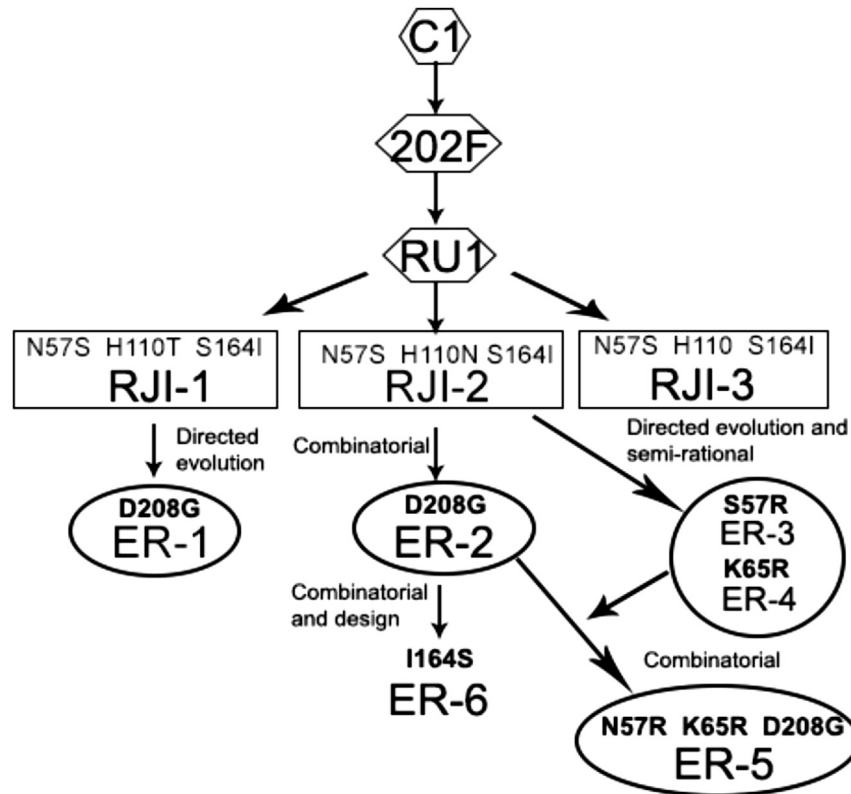 C1
202F
RU1
N57S H110T S164I
RJI-1
N57S H110N S164I
RJI-2
N57S H110 S164I
RJI-3
Directed
evolution
Combinatorial
Directed evolution and
semi-rational
D208G
ER-1
D208G
ER-2
S57R
ER-3
K65R
ER-4
Combinatorial
and design
I164S
ER-6
Combinatorial
N57R K65R D208G
ER-5